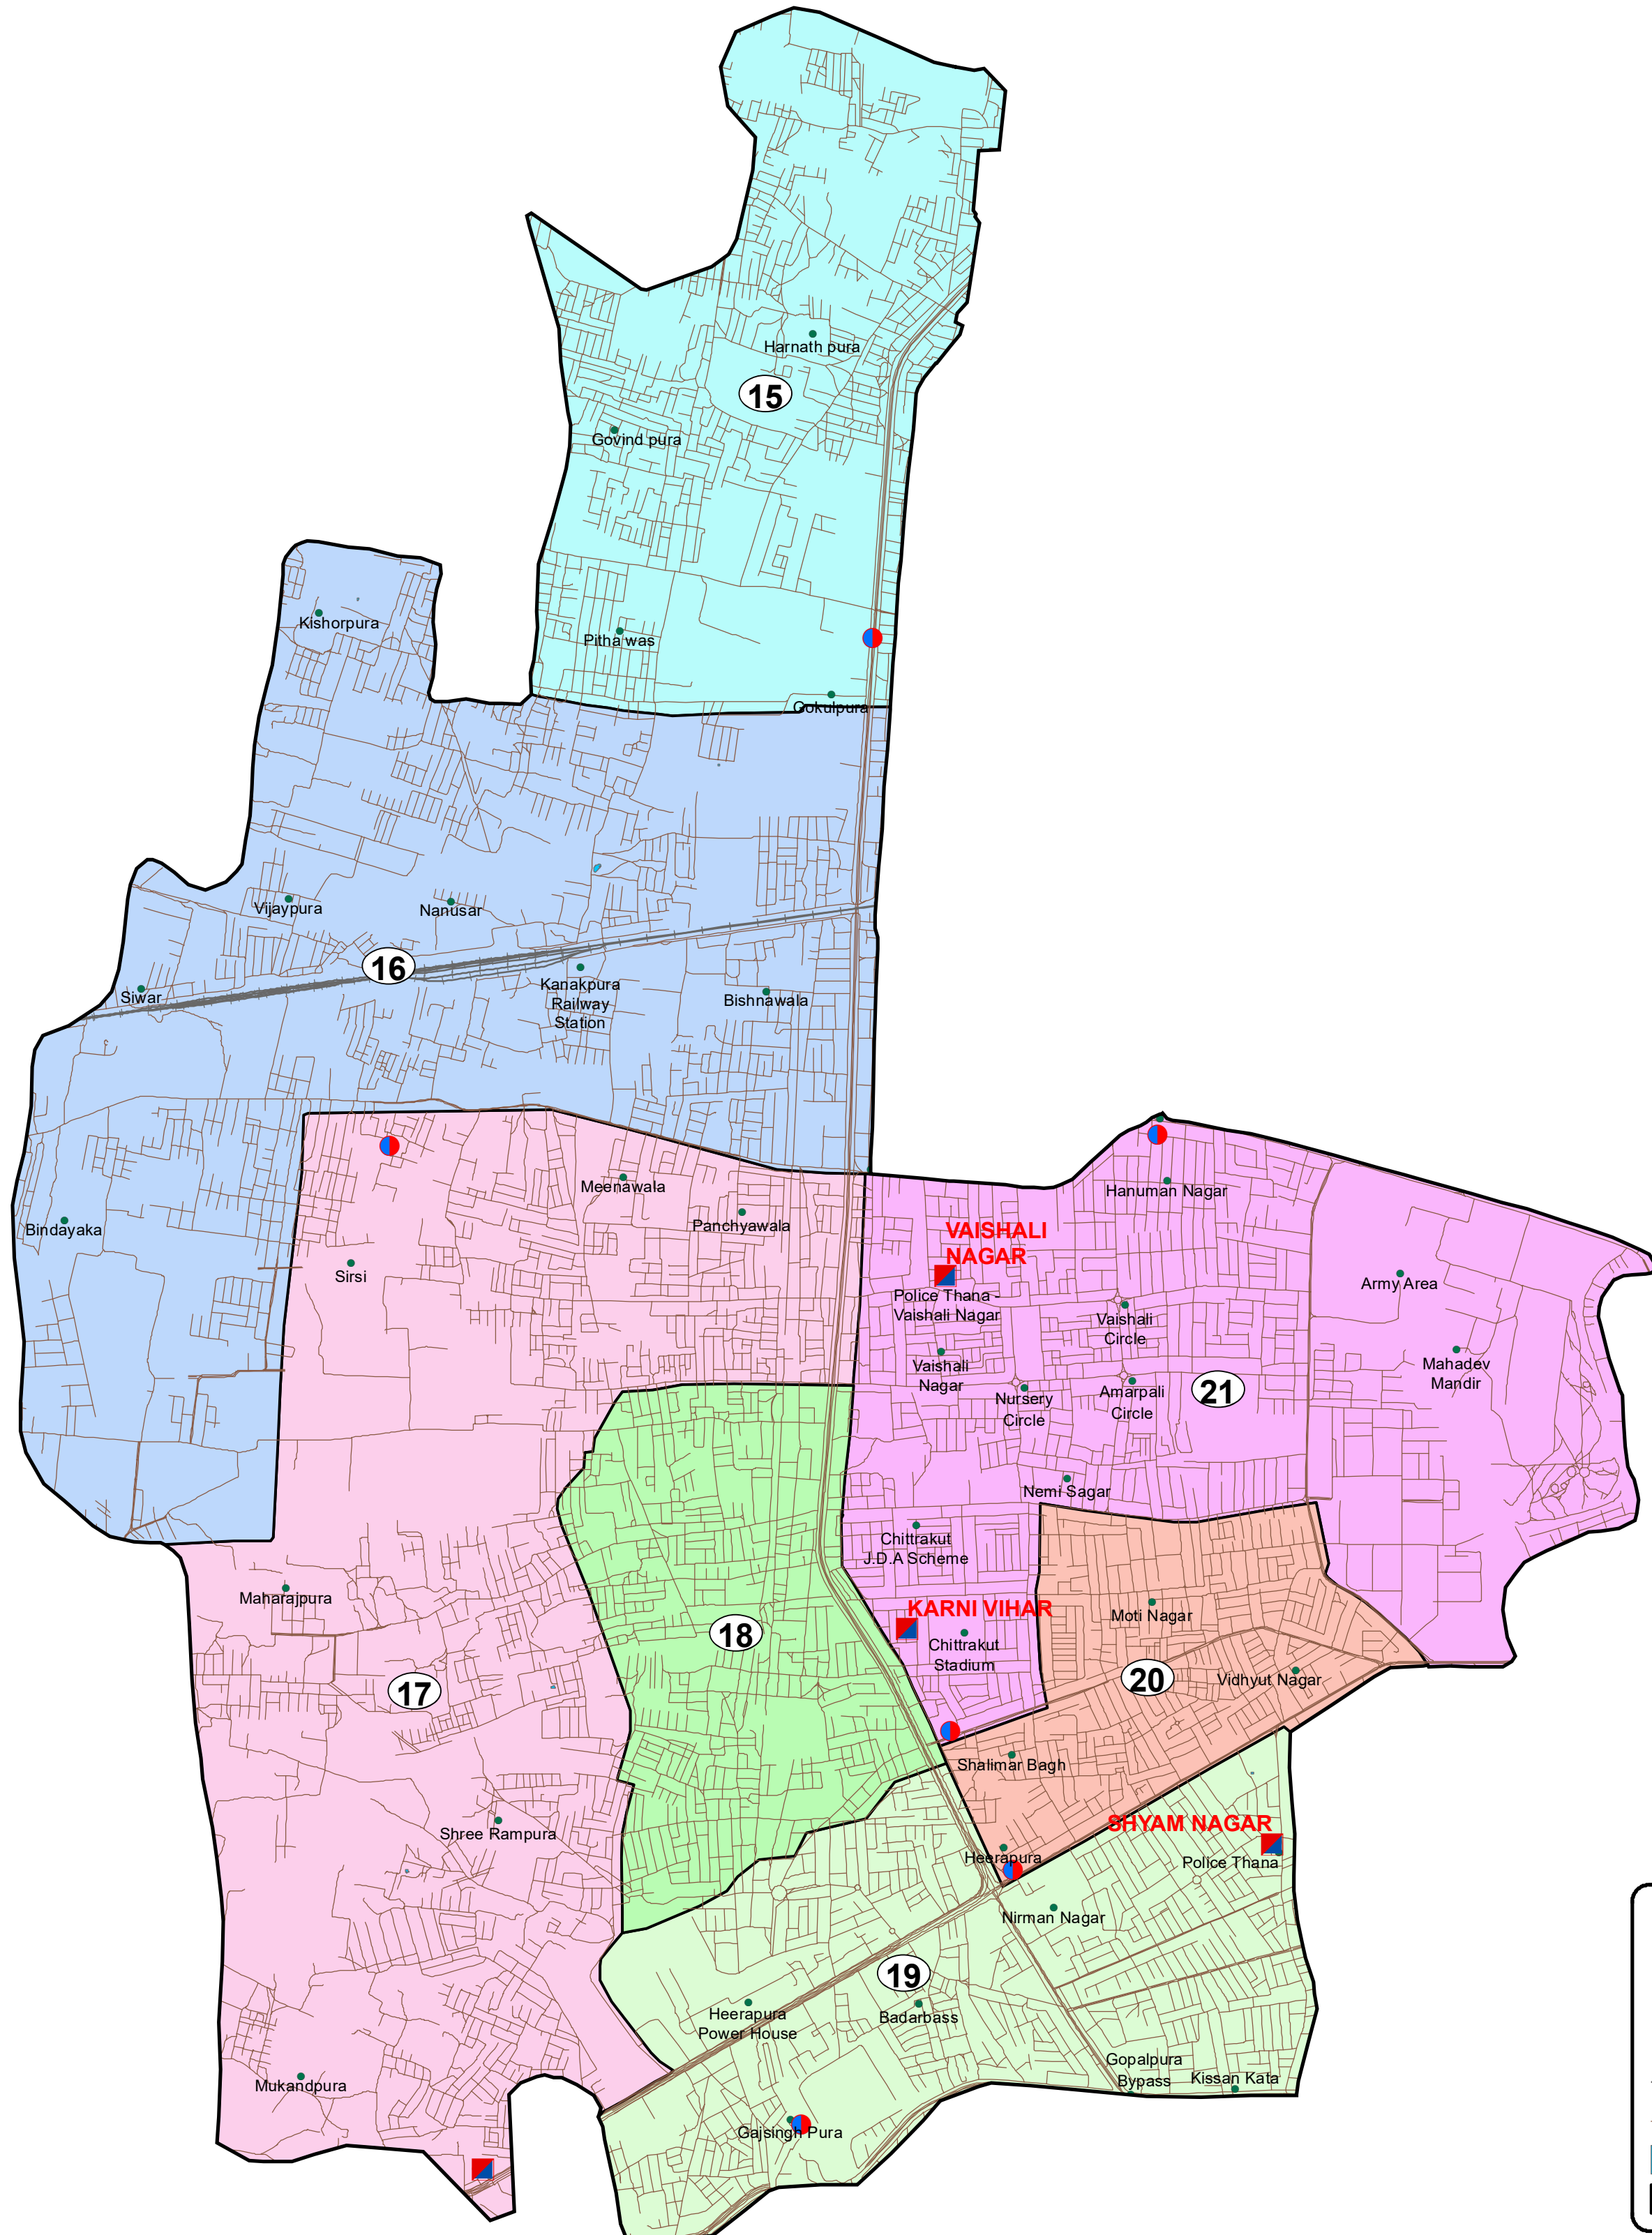 Harnath pura
15
Govind pura
Kishorpura
Pitha was
Gokulpura
Vijaypura
Nanusar
16
Siwar
Kanakpura
Railway
Station
Bishnawala
Meenawala
Hanuman Nagar
Panchyawala
Bindayaka
VAISHALI
NAGAR
Sirsi
Army Area
Police Thana -
Vaishali Nagar
Vaishali
Circle
Vaishali
Nagar
Mahadev
Mandir
21
Nursery
Circle
Amarpali
Circle
Nemi Sagar
Chittrakut
J.D.A Scheme
Maharajpura
KARNI VIHAR
Moti Nagar
18
Chittrakut
Stadium
20
Vidhyut Nagar
17
Shalimar Bagh
Shree Rampura
SHYAM NAGAR
Heerapura
Police Thana
Nirman Nagar
19
Heerapura
Power House
Badarbass
Gopalpura
Bypass
Kissan Kata
Mukandpura
Gajsingh Pura